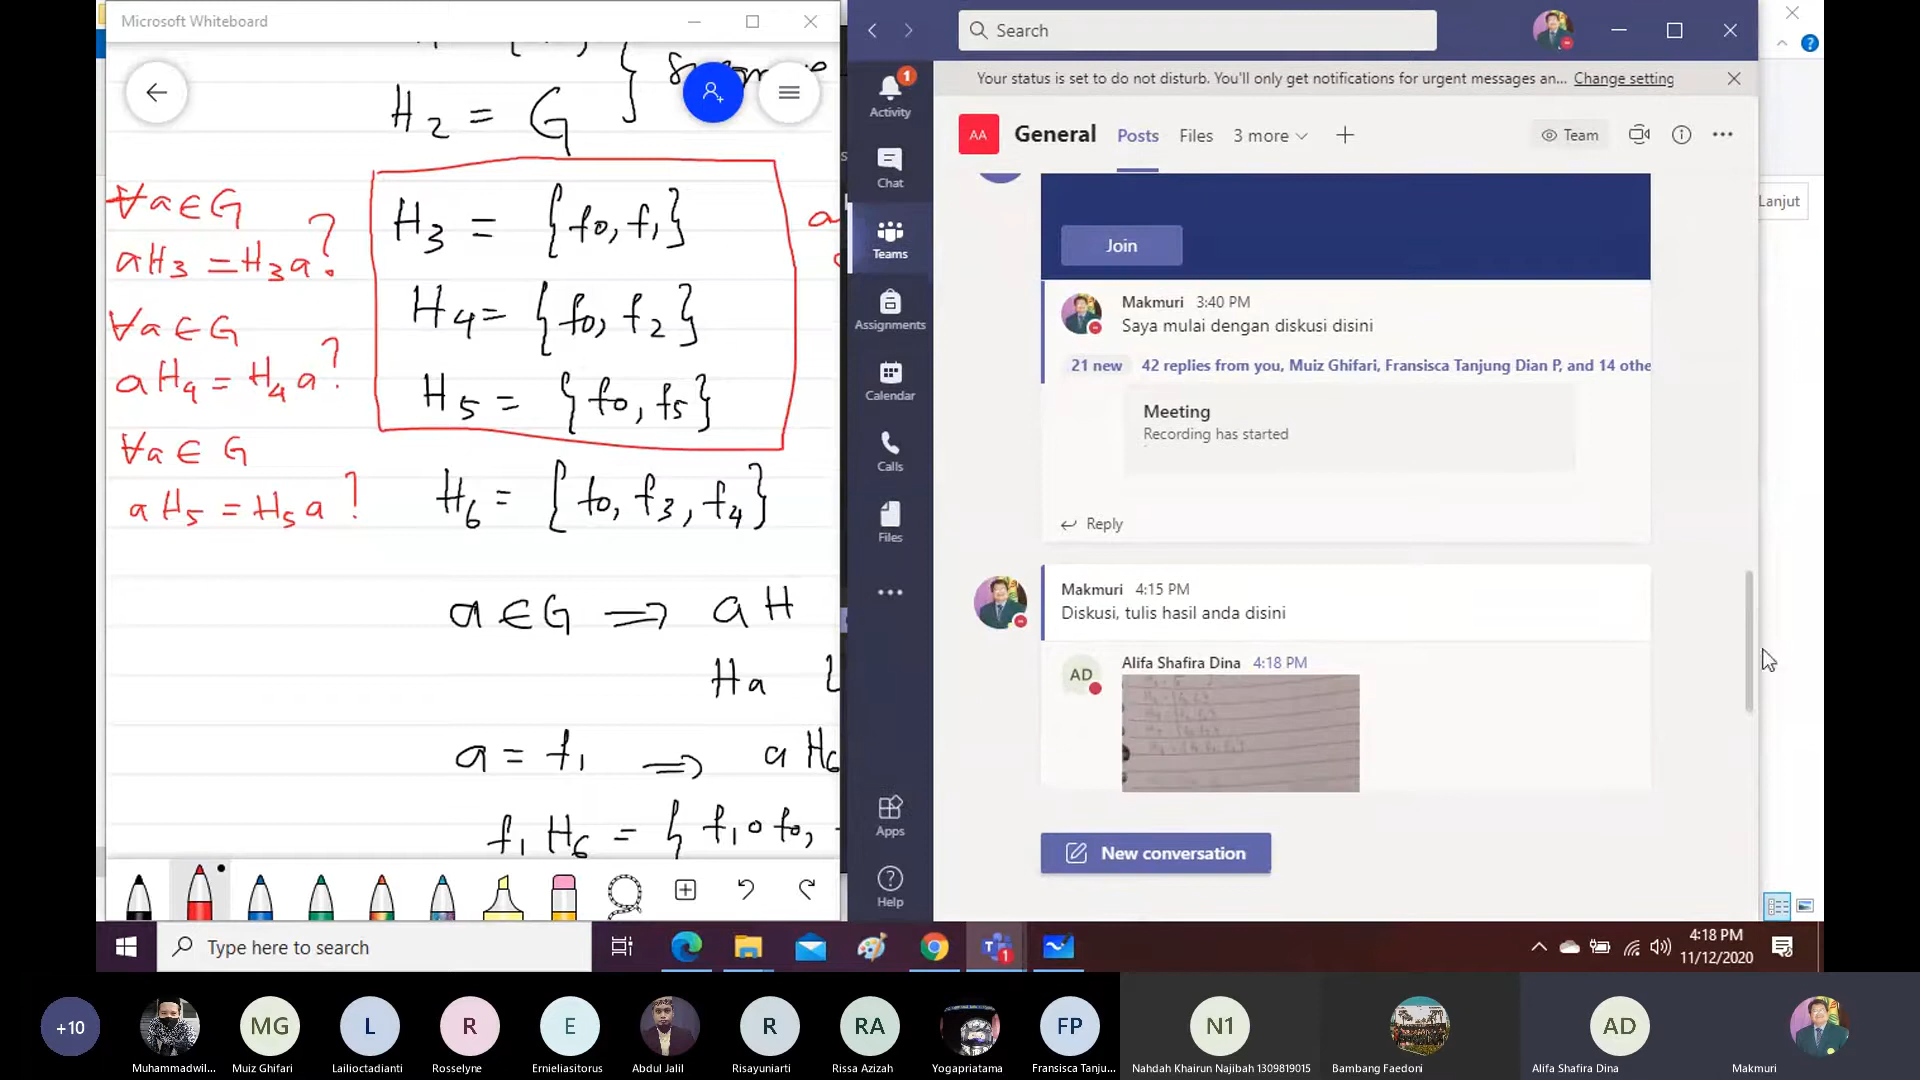 Microsoft Whiteboard
H2 = G
∀a∈G
aH3 = H3a?
H3 = {f0, f1}
∀a∈G
aH4 = H4a?
H4 = {f0, f2}
H5 = {f0, f5}
∀a∈G
aH5 = H5a?
H6 = {f0, f3, f4}
a∈G ⟹ aH
Ha
a = f1 ⟹ aH6
f1H6 = { f1∘f0,
Search
Your status is set to do not disturb. You'll only get notifications for urgent messages an... Change setting
AA General Posts Files 3 more Team
1
Activity
Chat
Teams
Assignments
Calendar
Calls
Files
Apps
Help
Join
Makmuri 3:40 PM
Saya mulai dengan diskusi disini
21 new 42 replies from you, Muiz Ghifari, Fransisca Tanjung Dian P, and 14 othe
Meeting
Recording has started
Reply
Makmuri 4:15 PM
Diskusi, tulis hasil anda disini
AD Alifa Shafira Dina 4:18 PM
New conversation
Lanjut
Type here to search
1
4:18 PM
11/12/2020
+10 MG L R E R RA FP N1 AD
Muhammadwil... Muiz Ghifari Lailioctadianti Rosselyne Ernieliasitorus Abdul Jalil Risayuniarti Rissa Azizah Yogapriatama Fransisca Tanju... Nahdah Khairun Najibah 1309819015 Bambang Faedoni Alifa Shafira Dina Makmuri